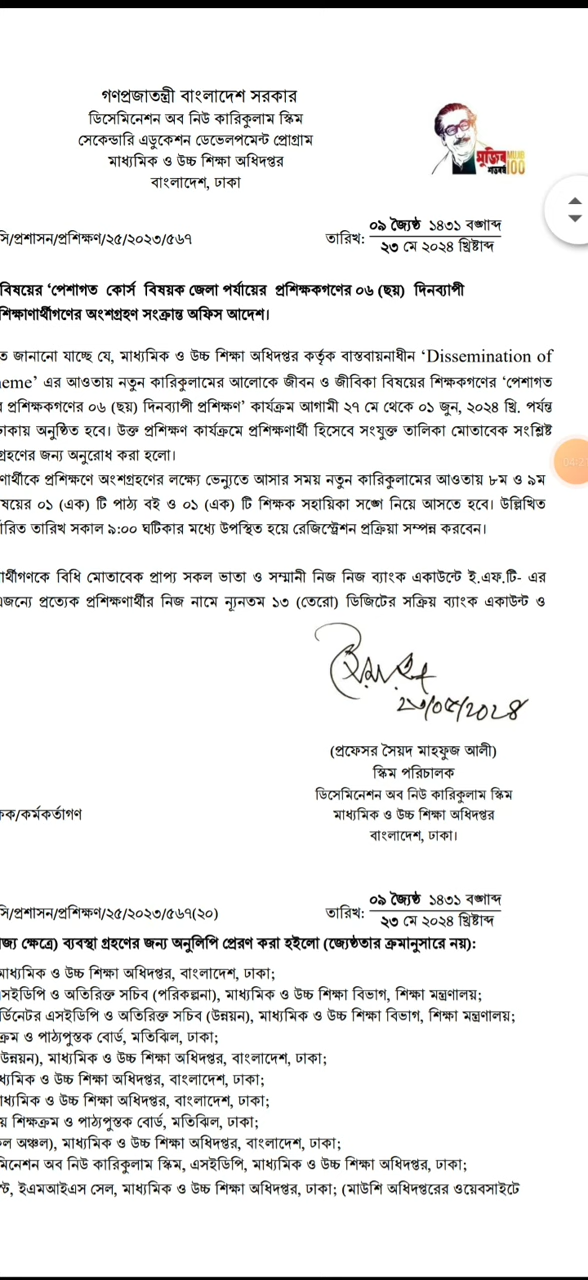 গণপ্রজাতন্ত্রী বাংলাদেশ সরকার
ডিসেমিনেশন অব নিউ কারিকুলাম স্কিম
সেকেন্ডারি এডুকেশন ডেভেলপমেন্ট প্রোগ্রাম
মাধ্যমিক ও উচ্চ শিক্ষা অধিদপ্তর
বাংলাদেশ, ঢাকা
মুজিব
শতবর্ষ 100
সি/প্রশাসন/প্রশিক্ষণ/২৫/২০২৩/৫৬৭
তারিখ: ০৯ জ্যৈষ্ঠ ১৪৩১ বঙ্গাব্দ
২৩ মে ২০২৪ খ্রিষ্টাব্দ
বিষয়ের ‘পেশাগত কোর্স বিষয়ক জেলা পর্যায়ের প্রশিক্ষকগণের ০৬ (ছয়) দিনব্যাপী
শিক্ষাণার্থীগণের অংশগ্রহণ সংক্রান্ত অফিস আদেশ।
ত জানানো যাচ্ছে যে, মাধ্যমিক ও উচ্চ শিক্ষা অধিদপ্তর কর্তৃক বাস্তবায়নাধীন ‘Dissemination of
heme’ এর আওতায় নতুন কারিকুলামের আলোকে জীবন ও জীবিকা বিষয়ের শিক্ষকগণের ‘পেশাগত
র প্রশিক্ষকগণের ০৬ (ছয়) দিনব্যাপী প্রশিক্ষণ’ কার্যক্রম আগামী ২৭ মে থেকে ০১ জুন, ২০২৪ খ্রি. পর্যন্ত
ঢাকায় অনুষ্ঠিত হবে। উক্ত প্রশিক্ষণ কার্যক্রমে প্রশিক্ষণার্থী হিসেবে সংযুক্ত তালিকা মোতাবেক সংশ্লিষ্ট
গ্রহণের জন্য অনুরোধ করা হলো।
ণার্থীকে প্রশিক্ষণে অংশগ্রহণের লক্ষ্যে ভেন্যুতে আসার সময় নতুন কারিকুলামের আওতায় ৮ম ও ৯ম
ষয়ের ০১ (এক) টি পাঠ্য বই ও ০১ (এক) টি শিক্ষক সহায়িকা সঙ্গে নিয়ে আসতে হবে। উল্লিখিত
ারিত তারিখ সকাল ৯:০০ ঘটিকার মধ্যে উপস্থিত হয়ে রেজিস্ট্রেশন প্রক্রিয়া সম্পন্ন করবেন।
ার্থীগণকে বিধি মোতাবেক প্রাপ্য সকল ভাতা ও সম্মানী নিজ নিজ ব্যাংক একাউন্টে ই.এফ.টি- এর
এজন্যে প্রত্যেক প্রশিক্ষণার্থীর নিজ নামে ন্যূনতম ১৩ (তেরো) ডিজিটের সক্রিয় ব্যাংক একাউন্ট ও
২৩/০৫/২০২৪
(প্রফেসর সৈয়দ মাহফুজ আলী)
স্কিম পরিচালক
ডিসেমিনেশন অব নিউ কারিকুলাম স্কিম
মাধ্যমিক ও উচ্চ শিক্ষা অধিদপ্তর
বাংলাদেশ, ঢাকা।
ক/কর্মকর্তাগণ
সি/প্রশাসন/প্রশিক্ষণ/২৫/২০২৩/৫৬৭(২০)
তারিখ: ০৯ জ্যৈষ্ঠ ১৪৩১ বঙ্গাব্দ
২৩ মে ২০২৪ খ্রিষ্টাব্দ
জ্য ক্ষেত্রে) ব্যবস্থা গ্রহণের জন্য অনুলিপি প্রেরণ করা হইলো (জ্যেষ্ঠতার ক্রমানুসারে নয়):
মাধ্যমিক ও উচ্চ শিক্ষা অধিদপ্তর, বাংলাদেশ, ঢাকা;
এসইডিপি ও অতিরিক্ত সচিব (পরিকল্পনা), মাধ্যমিক ও উচ্চ শিক্ষা বিভাগ, শিক্ষা মন্ত্রণালয়;
র্ডিনেটর এসইডিপি ও অতিরিক্ত সচিব (উন্নয়ন), মাধ্যমিক ও উচ্চ শিক্ষা বিভাগ, শিক্ষা মন্ত্রণালয়;
ক্রম ও পাঠ্যপুস্তক বোর্ড, মতিঝিল, ঢাকা;
উন্নয়ন), মাধ্যমিক ও উচ্চ শিক্ষা অধিদপ্তর, বাংলাদেশ, ঢাকা;
ধ্যমিক ও উচ্চ শিক্ষা অধিদপ্তর, বাংলাদেশ, ঢাকা;
াধ্যমিক ও উচ্চ শিক্ষা অধিদপ্তর, বাংলাদেশ, ঢাকা;
য় শিক্ষক্রম ও পাঠ্যপুস্তক বোর্ড, মতিঝিল, ঢাকা;
ল অঞ্চল), মাধ্যমিক ও উচ্চ শিক্ষা অধিদপ্তর, বাংলাদেশ, ঢাকা;
মিনেশন অব নিউ কারিকুলাম স্কিম, এসইডিপি, মাধ্যমিক ও উচ্চ শিক্ষা অধিদপ্তর, ঢাকা;
স্ট, ইএমআইএস সেল, মাধ্যমিক ও উচ্চ শিক্ষা অধিদপ্তর, ঢাকা; (মাউশি অধিদপ্তরের ওয়েবসাইটে